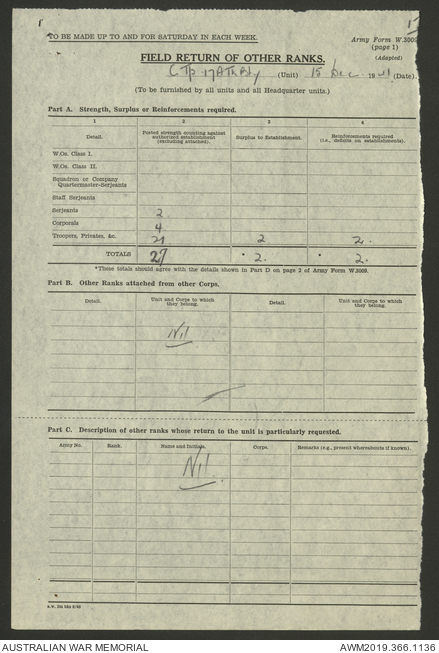 1
TO BE MADE UP TO AND FOR SATURDAY IN EACH WEEK.
Army Form W.3009
(page 1)
(Adapted)
FIELD RETURN OF OTHER RANKS.
C Tp (Unit) 15 Dec 1941 (Date)
(To be furnished by all units and all Headquarter units.)
Part A. Strength, Surplus or Reinforcements required.
1 2 3 4
Detail. Posted strength counting against authorized establishment (excluding attached). Surplus to Establishment. Reinforcements required (i.e., deficits on establishments).
W.Os. Class I.
W.Os. Class II.
Squadron or Company
Quartermaster-Serjeants
Staff Serjeants
Serjeants 2
Corporals 4
Troopers, Privates, &c. 21 2 2.
TOTALS 27 * 2. * 2.
*These totals should agree with the details shown in Part D on page 2 of Army Form W.3009.
Part B. Other Ranks attached from other Corps.
Detail. Unit and Corps to which they belong. Detail. Unit and Corps to which they belong.
Nil
Part C. Description of other ranks whose return to the unit is particularly requested.
Army No. Rank. Name and Initials. Corps. Remarks (e.g., present whereabouts if known).
Nil
AUSTRALIAN WAR MEMORIAL AWM2019.366.1136